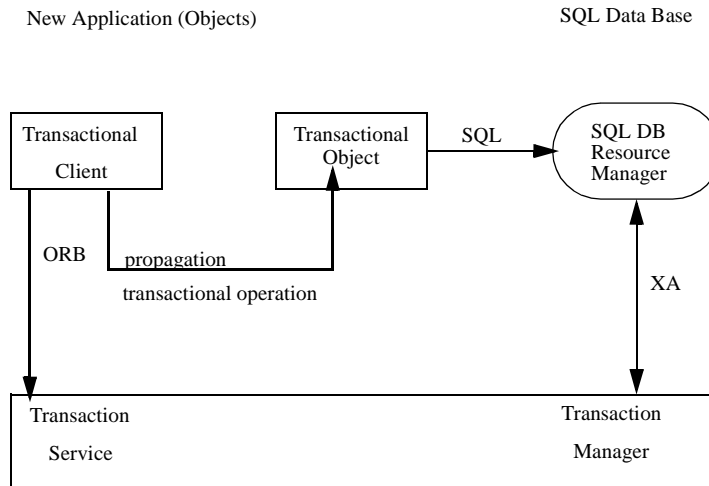 New Application (Objects)
SQL Data Base
Transactional
Client
Transactional
Object
SQL
SQL DB
Resource
Manager
ORB
propagation
transactional operation
XA
Transaction
Service
Transaction
Manager